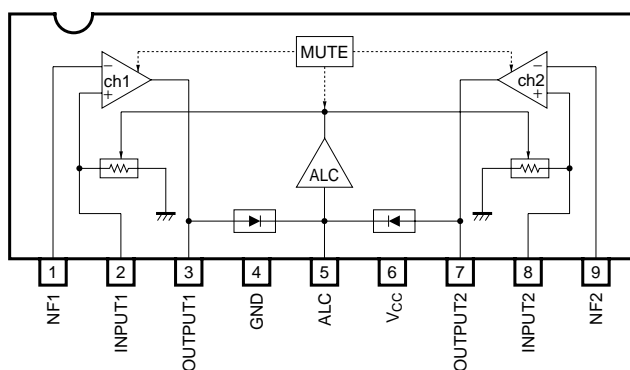 MUTE
ch1
ch2
−
+
−
+
ALC
1 2 3 4 5 6 7 8 9
NF1
INPUT1
OUTPUT1
GND
ALC
VCC
OUTPUT2
INPUT2
NF2